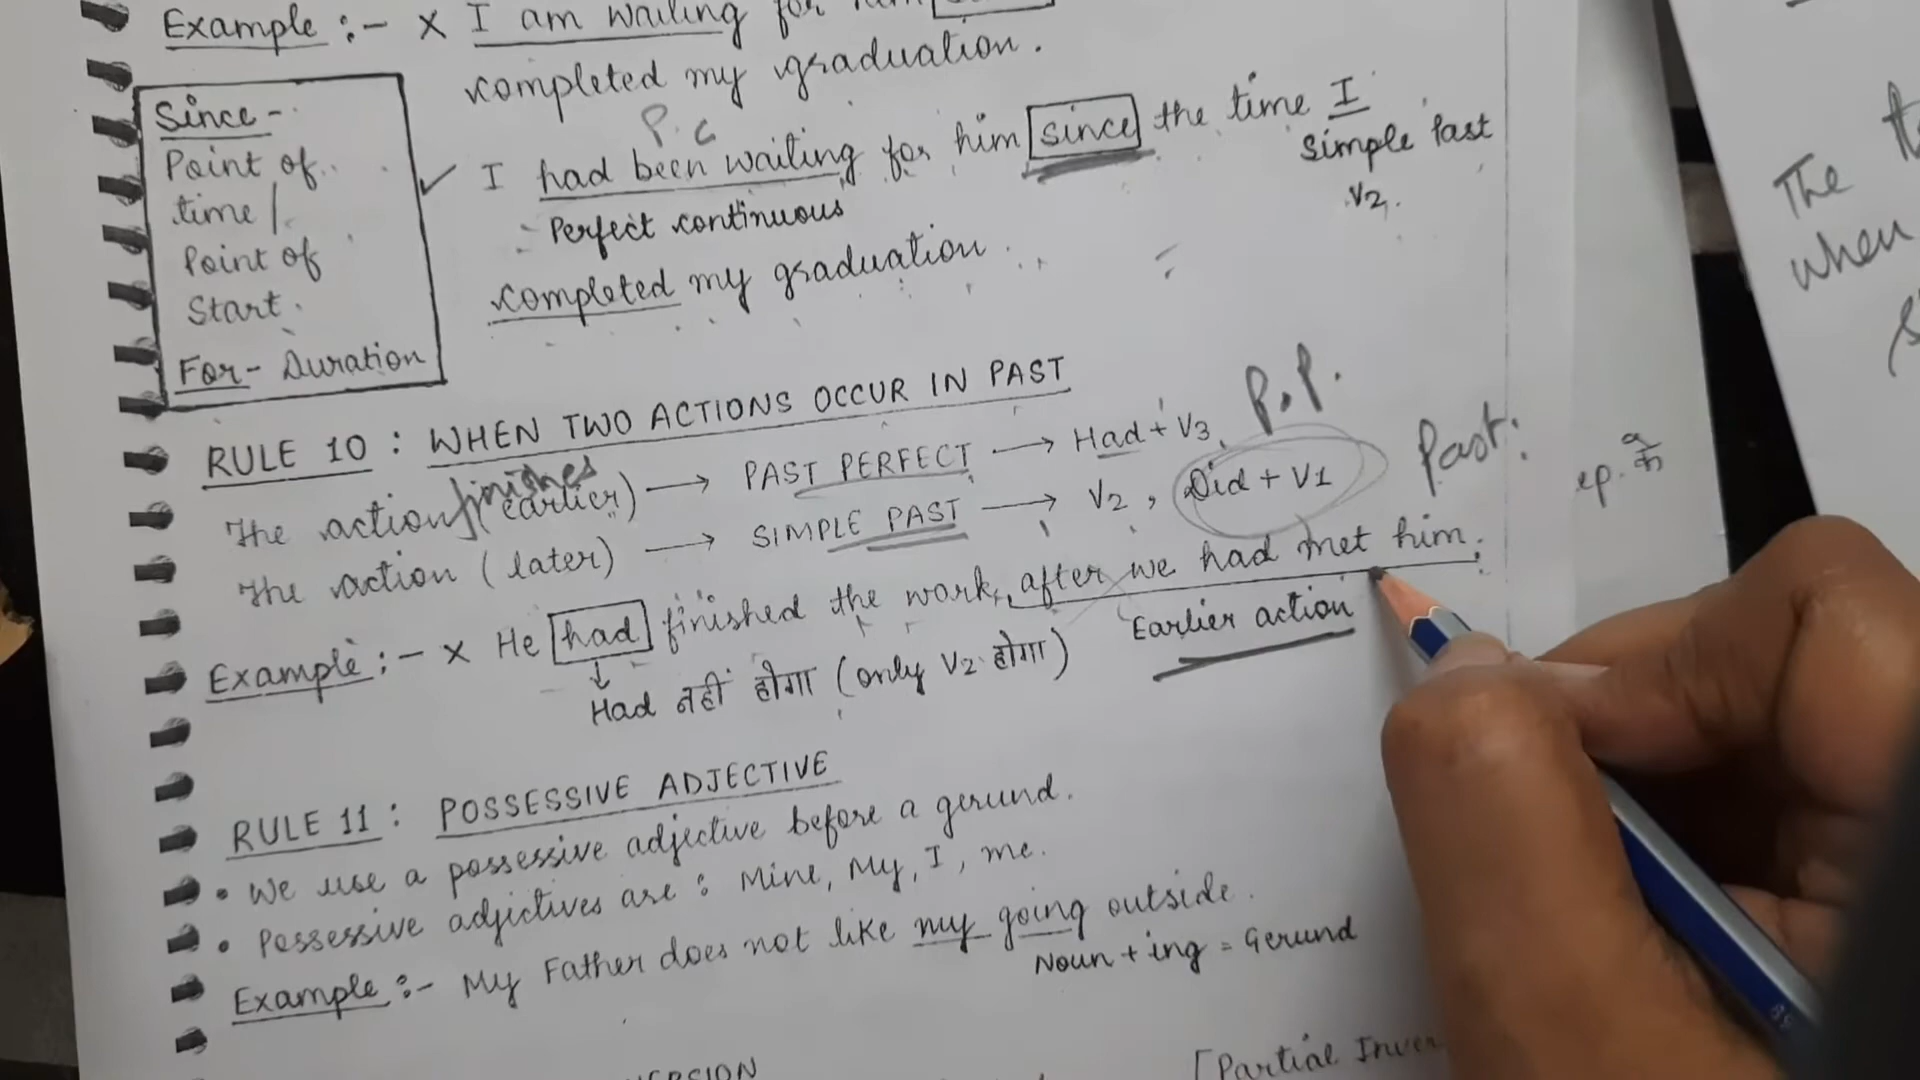 Example :- × I am waiting for him
completed my graduation.
Since -
Point of
time /
Point of
Start.
For - Duration
P. C
✓ I had been waiting for him since the time I
Perfect continuous
Simple Past
V2.
completed my graduation.
RULE 10 : WHEN TWO ACTIONS OCCUR IN PAST
finishes
The action (earlier) → PAST PERFECT → Had + V3, P.P.
The action (later) → SIMPLE PAST → V2, Did + V1 Past:
ep.
Example :- × He had finished the work, after we had met him.
↓
Had नहीं होगा (only V2 होगा)
Earlier action
RULE 11 : POSSESSIVE ADJECTIVE
• We use a possessive adjective before a gerund.
• Possessive adjictives are : Mine, My, I, me.
Example :- My Father does not like my going outside.
Noun + ing = Gerund
[Partial
The
when